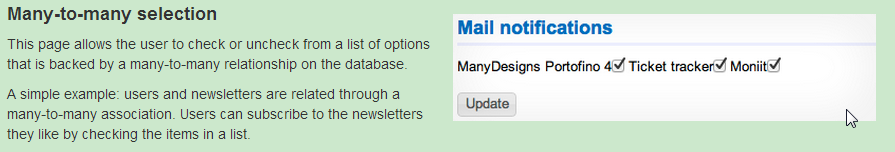 Many-to-many selection
This page allows the user to check or uncheck from a list of options
that is backed by a many-to-many relationship on the database.
A simple example: users and newsletters are related through a
many-to-many association. Users can subscribe to the newsletters
they like by checking the items in a list.
Mail notifications
ManyDesigns Portofino 4 Ticket tracker Moniit
Update